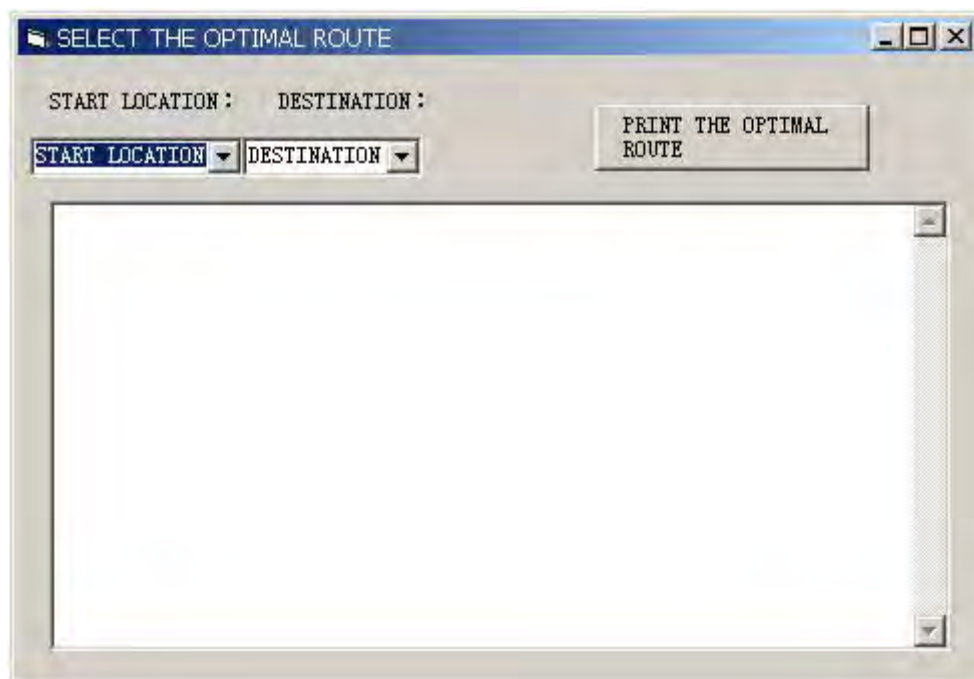 SELECT THE OPTIMAL ROUTE
START LOCATION: DESTINATION:
PRINT THE OPTIMAL
ROUTE
START LOCATION DESTINATION